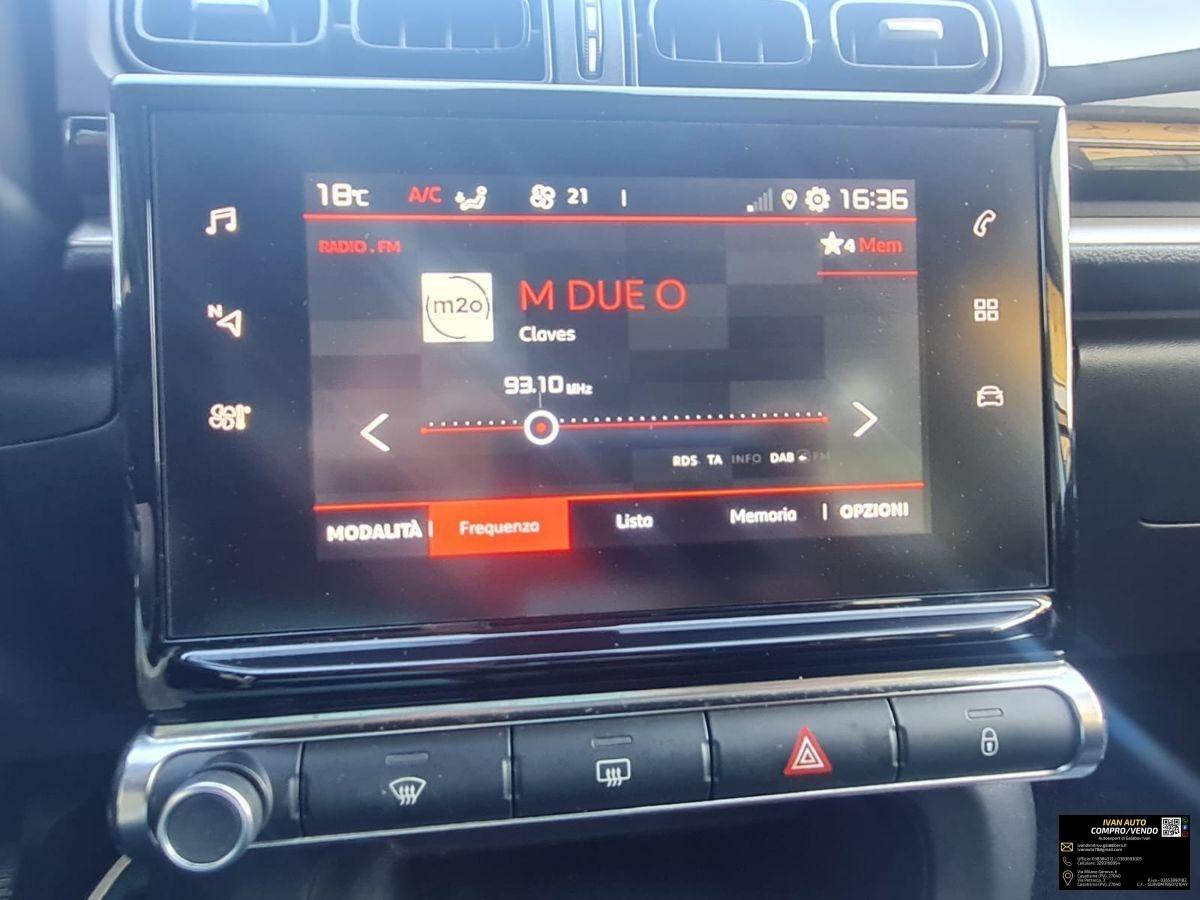 18°C A/C 21 16:36
RADIO . FM 4 Mem
m2o M DUE O
Claves
93.10 MHz
N
RDS TA INFO DAB FM
MODALITÀ Frequenza Lista Memoria OPZIONI
IVAN AUTO
COMPRO/VENDO